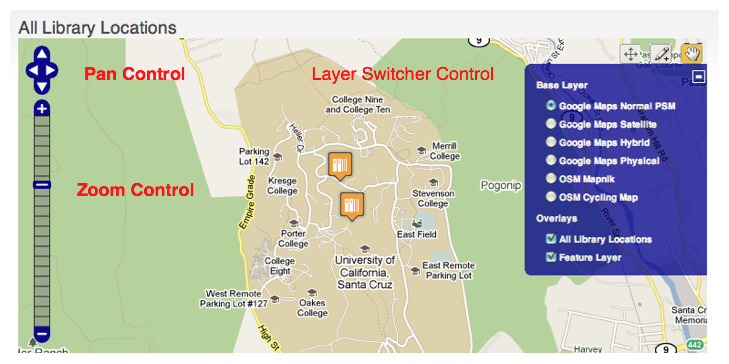 All Library Locations
9
Pan Control
Layer Switcher Control
Base Layer
Google Maps Normal PSM
Google Maps Satellite
Google Maps Hybrid
Google Maps Physical
OSM Mapnik
OSM Cycling Map
Overlays
All Library Locations
Feature Layer
College Nine
and College Ten
Heller Dr
Parking
Lot 142
Merrill
College
Kresge
College
Zoom Control
Empire Grade
Stevenson
College
Pogonip
Porter
College
East Field
College
Eight
University of
California,
Santa Cruz
East Remote
Parking Lot
West Remote
Parking Lot #127
Oakes
College
High St
River St
Santa Cr
Memoria
Harvey
9
442
ler Ranch